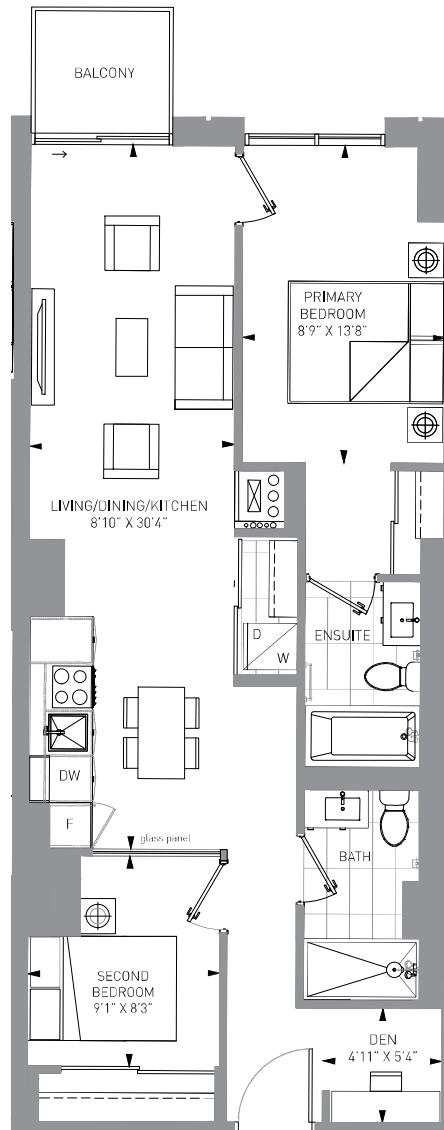 BALCONY
PRIMARY
BEDROOM
8'9" X 13'8"
LIVING/DINING/KITCHEN
8'10" X 30'4"
D
W
ENSUITE
DW
F
glass panel
BATH
SECOND
BEDROOM
9'1" X 8'3"
DEN
4'11" X 5'4"